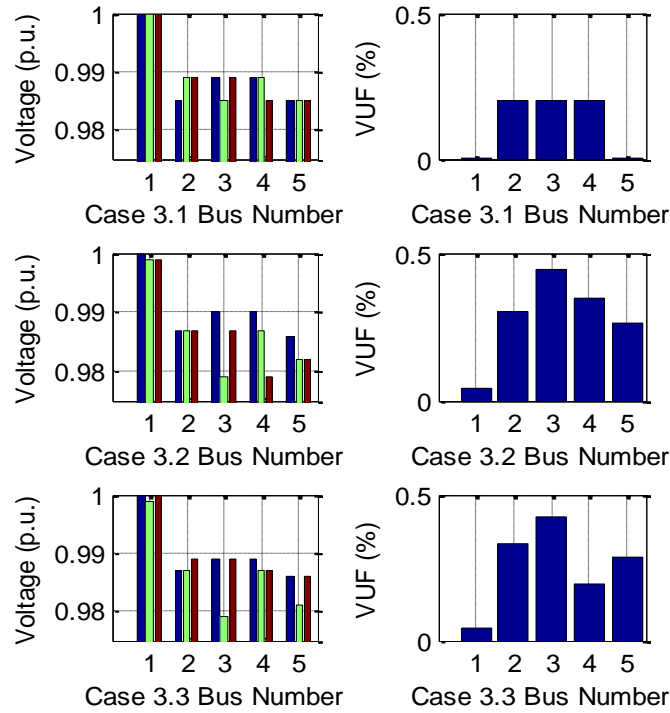 Voltage (p.u.)
1
0.99
0.98
1 2 3 4 5
Case 3.1 Bus Number
VUF (%)
0.5
0
1 2 3 4 5
Case 3.1 Bus Number
Voltage (p.u.)
1
0.99
0.98
1 2 3 4 5
Case 3.2 Bus Number
VUF (%)
0.5
0
1 2 3 4 5
Case 3.2 Bus Number
Voltage (p.u.)
1
0.99
0.98
1 2 3 4 5
Case 3.3 Bus Number
VUF (%)
0.5
0
1 2 3 4 5
Case 3.3 Bus Number